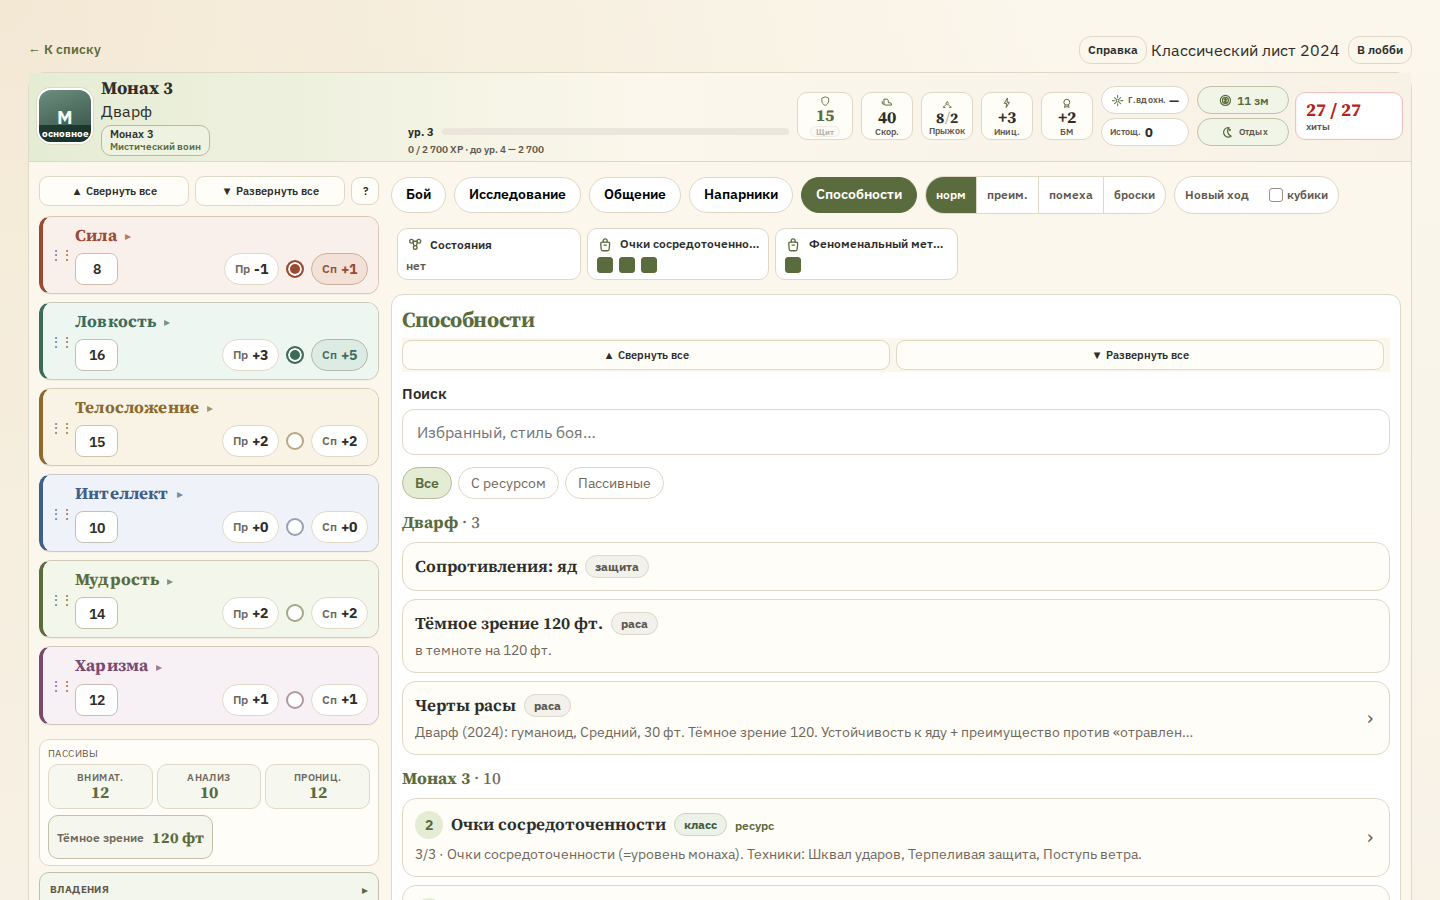 ← К списку
Справка Классический лист 2024 В лобби
М
основное
Монах 3
Дварф
Монах 3
Мистический воин
ур. 3
0 / 2 700 XP · до ур. 4 — 2 700
15
Щит
40
Скор.
8/2
Прыжок
+3
Иниц.
+2
БМ
Г.вдохн. —
Истощ. 0
11 зм
Отдых
27 / 27
хиты
▲ Свернуть все ▼ Развернуть все ?
Сила ▸
8 Пр -1 Сп +1
Ловкость ▸
16 Пр +3 Сп +5
Телосложение ▸
15 Пр +2 Сп +2
Интеллект ▸
10 Пр +0 Сп +0
Мудрость ▸
14 Пр +2 Сп +2
Харизма ▸
12 Пр +1 Сп +1
ПАССИВЫ
ВНИМАТ. АНАЛИЗ ПРОНИЦ.
12 10 12
Тёмное зрение 120 фт
ВЛАДЕНИЯ ▸
Бой Исследование Общение Напарники Способности норм преим. помеха броски Новый ход кубики
Состояния
нет
Очки сосредоточенно...
Феноменальный мет...
Способности
▲ Свернуть все ▼ Развернуть все
Поиск
Избранный, стиль боя...
Все С ресурсом Пассивные
Дварф · 3
Сопротивления: яд защита
Тёмное зрение 120 фт. раса
в темноте на 120 фт.
Черты расы раса
Дварф (2024): гуманоид, Средний, 30 фт. Тёмное зрение 120. Устойчивость к яду + преимущество против «отравлен...
›
Монах 3 · 10
2 Очки сосредоточенности класс ресурс
3/3 · Очки сосредоточенности (=уровень монаха). Техники: Шквал ударов, Терпеливая защита, Поступь ветра.
›